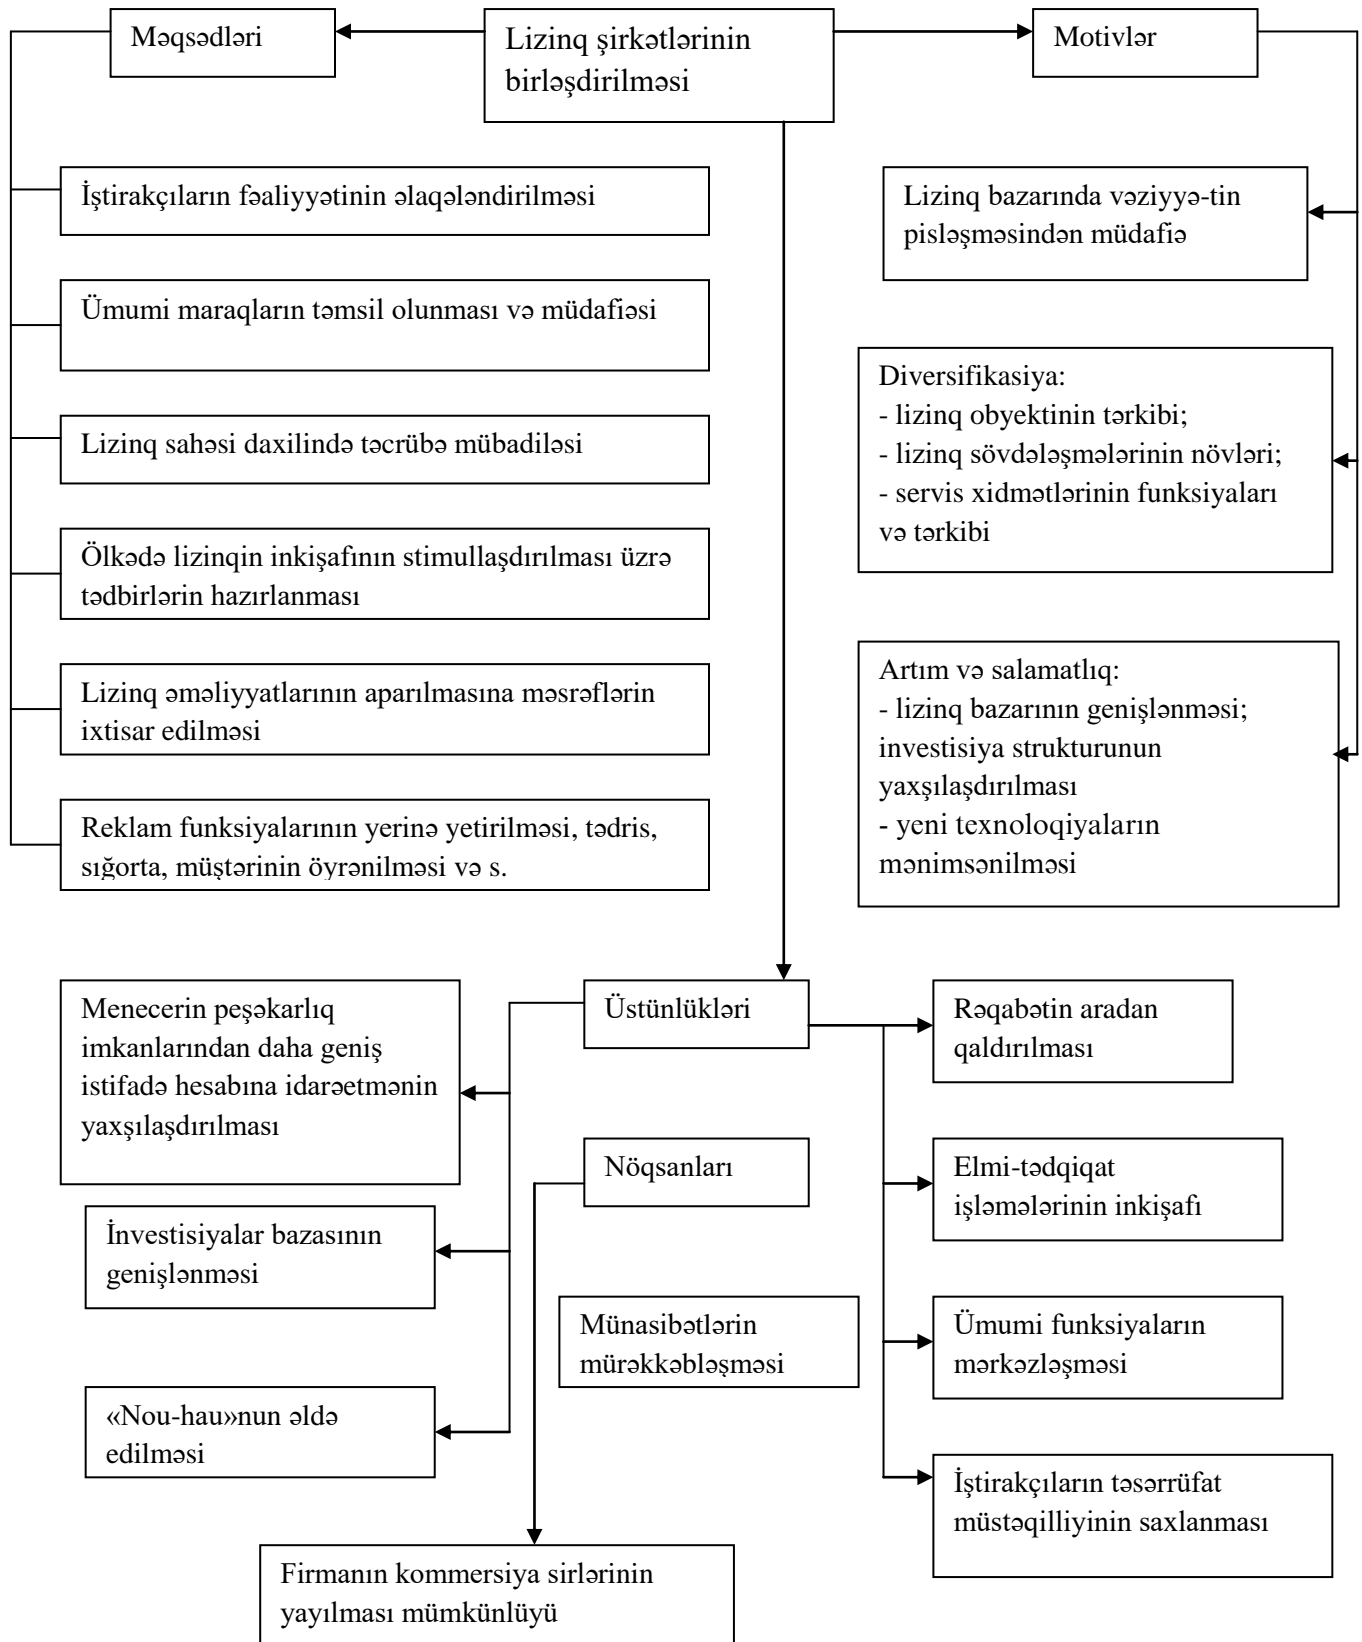 Məqsədləri
Lizinq şirkətlərinin
birləşdirilməsi
Motivlər
İştirakçıların fəaliyyətinin əlaqələndirilməsi
Ümumi maraqların təmsil olunması və müdafiəsi
Lizinq sahəsi daxilində təcrübə mübadiləsi
Ölkədə lizinqin inkişafının stimullaşdırılması üzrə
tədbirlərin hazırlanması
Lizinq əməliyyatlarının aparılmasına məsrəflərin
ixtisar edilməsi
Reklam funksiyalarının yerinə yetirilməsi, tədris,
sığorta, müştərinin öyrənilməsi və s.
Lizinq bazarında vəziyyə-tin
pisləşməsindən müdafiə
Diversifikasiya:
- lizinq obyektinin tərkibi;
- lizinq sövdələşmələrinin növləri;
- servis xidmətlərinin funksiyaları
və tərkibi
Artım və salamatlıq:
- lizinq bazarının genişlənməsi;
investisiya strukturunun
yaxşılaşdırılması
- yeni texnoloqiyaların
mənimsənilməsi
Menecerin peşəkarlıq
imkanlarından daha geniş
istifadə hesabına idarəetmənin
yaxşılaşdırılması
Üstünlükləri
Rəqabətin aradan
qaldırılması
Nöqsanları
Elmi-tədqiqat
işləmələrinin inkişafı
İnvestisiyalar bazasının
genişlənməsi
Münasibətlərin
mürəkkəbləşməsi
Ümumi funksiyaların
mərkəzləşməsi
«Nou-hau»nun əldə
edilməsi
İştirakçıların təsərrüfat
müstəqilliyinin saxlanması
Firmanın kommersiya sirlərinin
yayılması mümkünlüyü